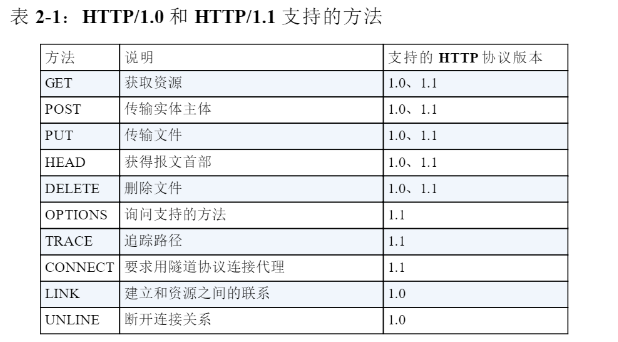 表 2-1：HTTP/1.0 和 HTTP/1.1 支持的方法
方法 说明 支持的 HTTP 协议版本
GET 获取资源 1.0、1.1
POST 传输实体主体 1.0、1.1
PUT 传输文件 1.0、1.1
HEAD 获得报文首部 1.0、1.1
DELETE 删除文件 1.0、1.1
OPTIONS 询问支持的方法 1.1
TRACE 追踪路径 1.1
CONNECT 要求用隧道协议连接代理 1.1
LINK 建立和资源之间的联系 1.0
UNLINE 断开连接关系 1.0